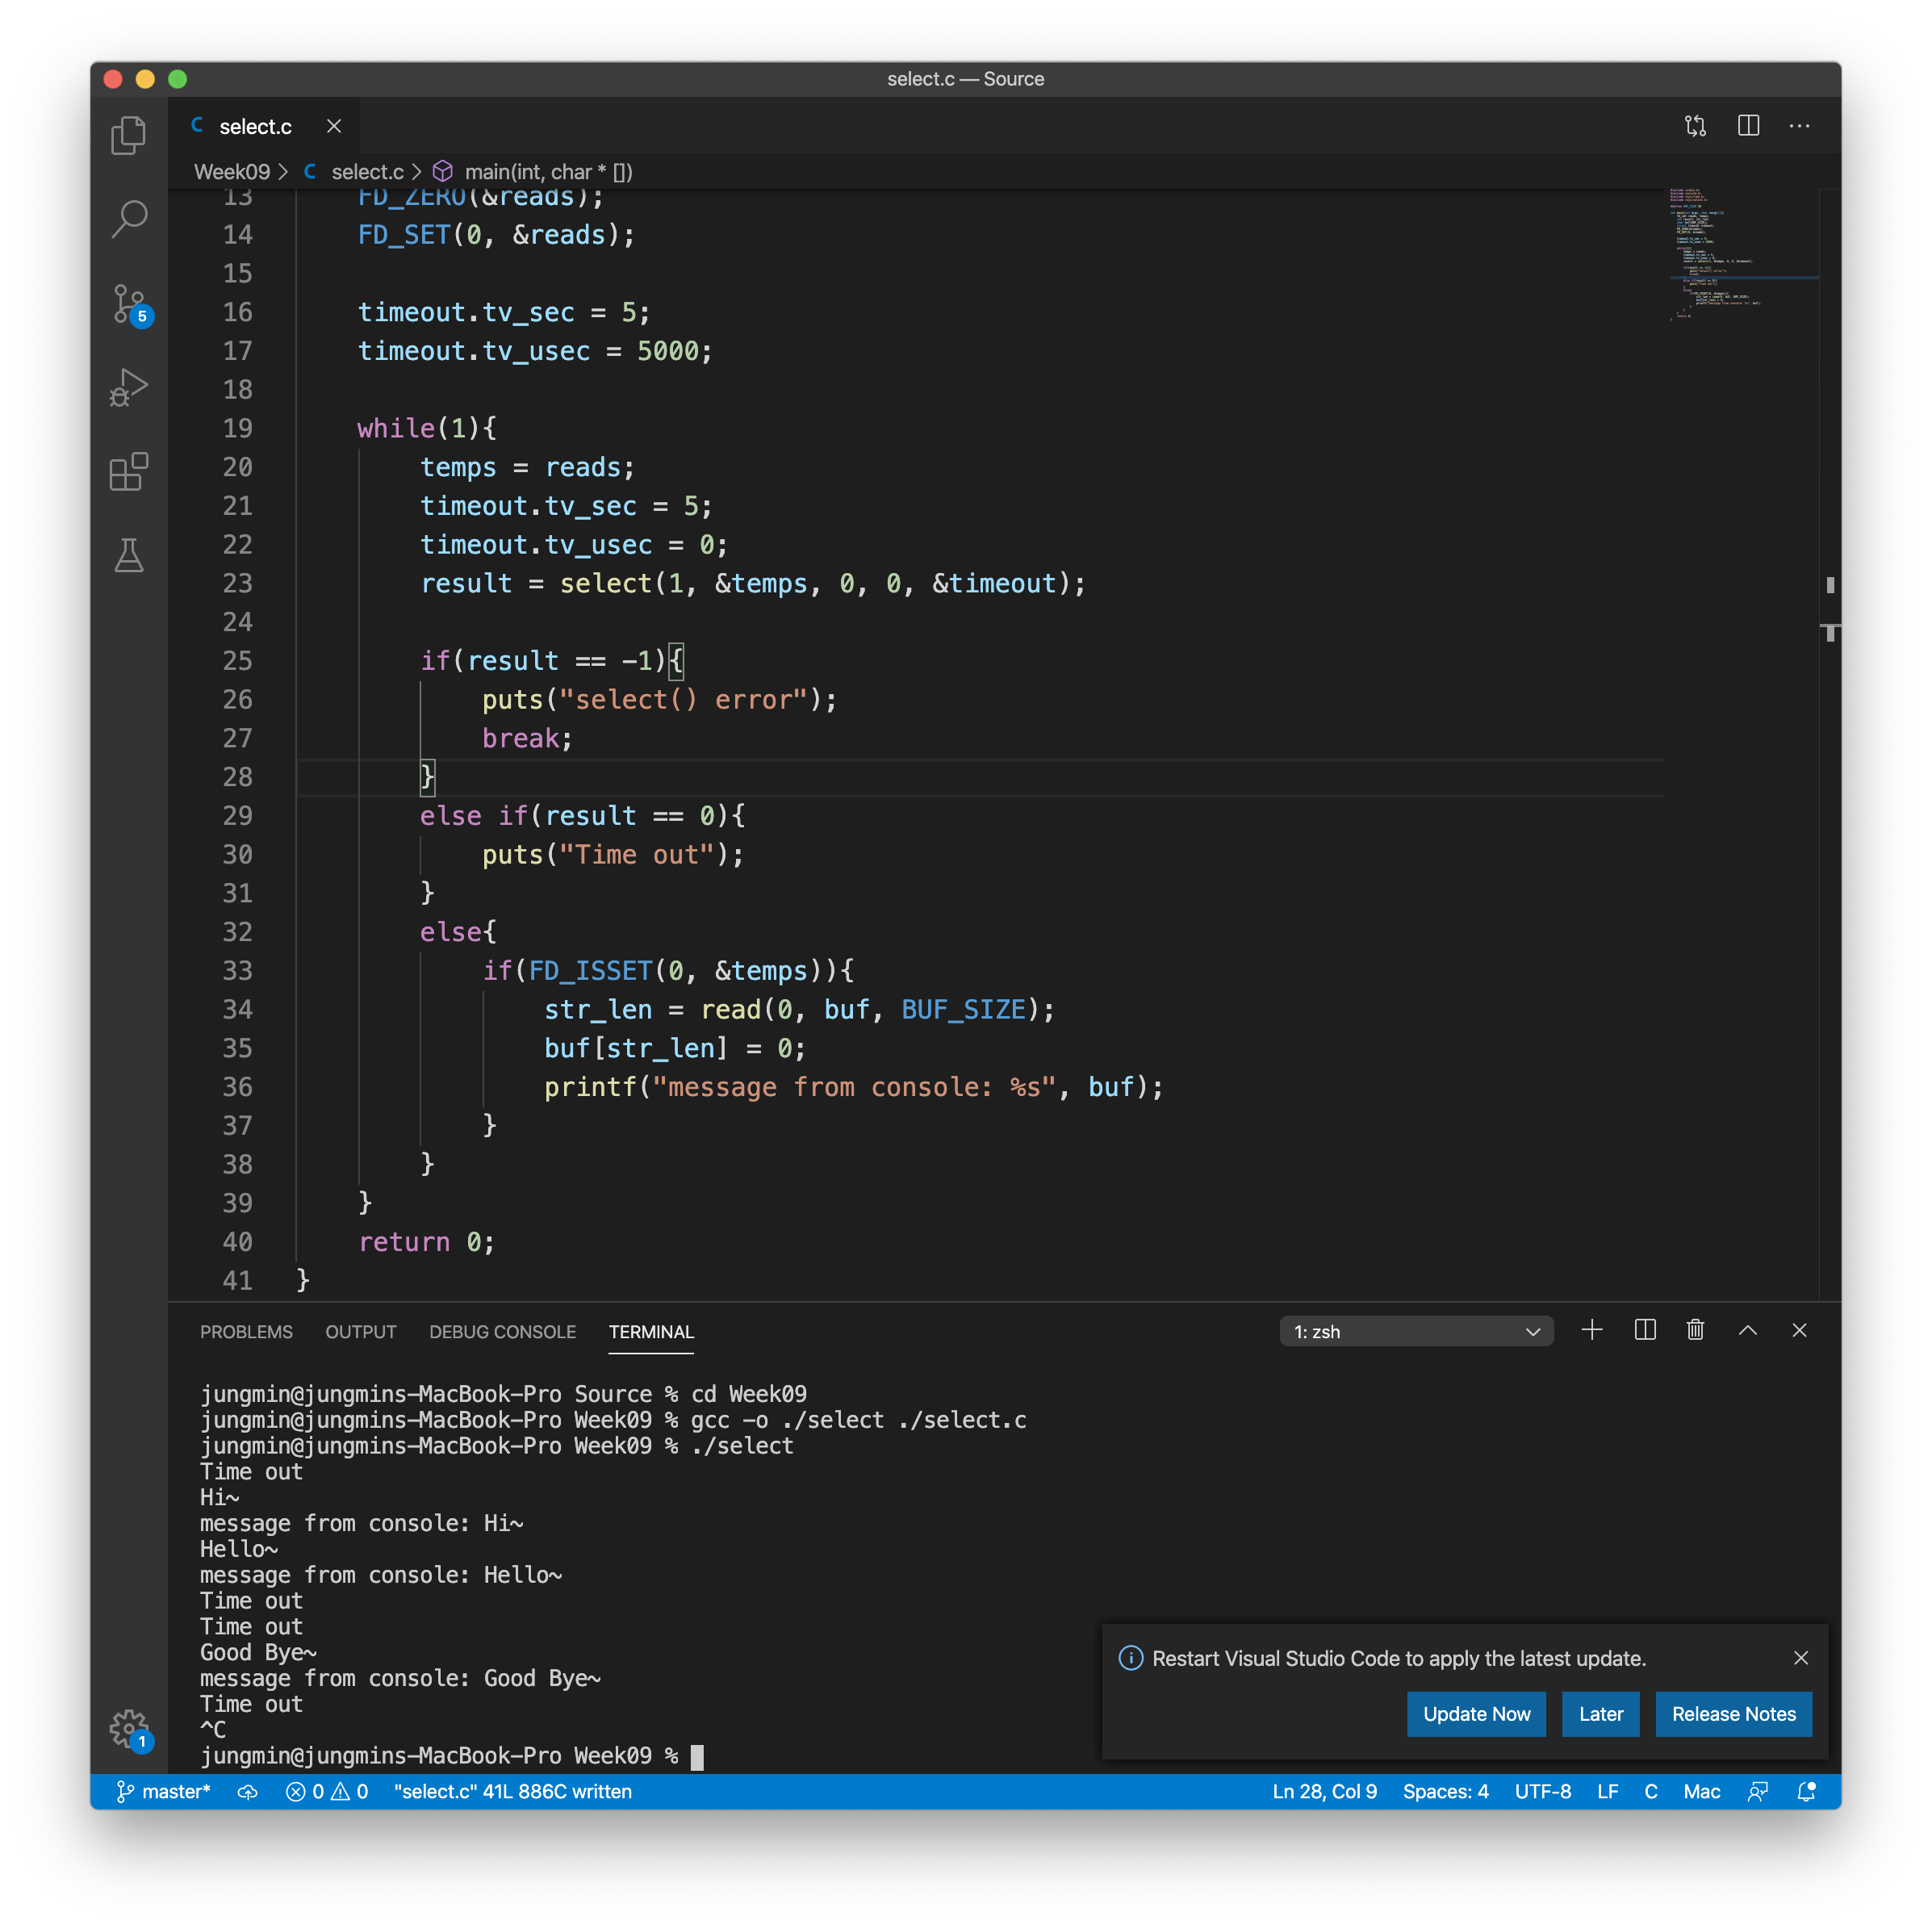 select.c — Source
C select.c
Week09 > C select.c > main(int, char * [])
13 FD_ZERO(&reads);
14 FD_SET(0, &reads);
15
16 timeout.tv_sec = 5;
17 timeout.tv_usec = 5000;
18
19 while(1){
20 temps = reads;
21 timeout.tv_sec = 5;
22 timeout.tv_usec = 0;
23 result = select(1, &temps, 0, 0, &timeout);
24
25 if(result == -1){
26 puts("select() error");
27 break;
28 }
29 else if(result == 0){
30 puts("Time out");
31 }
32 else{
33 if(FD_ISSET(0, &temps)){
34 str_len = read(0, buf, BUF_SIZE);
35 buf[str_len] = 0;
36 printf("message from console: %s", buf);
37 }
38 }
39 }
40 return 0;
41 }
5
1
PROBLEMS OUTPUT DEBUG CONSOLE TERMINAL 1: zsh
jungmin@jungmins-MacBook-Pro Source % cd Week09
jungmin@jungmins-MacBook-Pro Week09 % gcc -o ./select ./select.c
jungmin@jungmins-MacBook-Pro Week09 % ./select
Time out
Hi~
message from console: Hi~
Hello~
message from console: Hello~
Time out
Time out
Good Bye~
message from console: Good Bye~
Time out
^C
jungmin@jungmins-MacBook-Pro Week09 %
Restart Visual Studio Code to apply the latest update.
Update Now Later Release Notes
master* 0 0 "select.c" 41L 886C written Ln 28, Col 9 Spaces: 4 UTF-8 LF C Mac